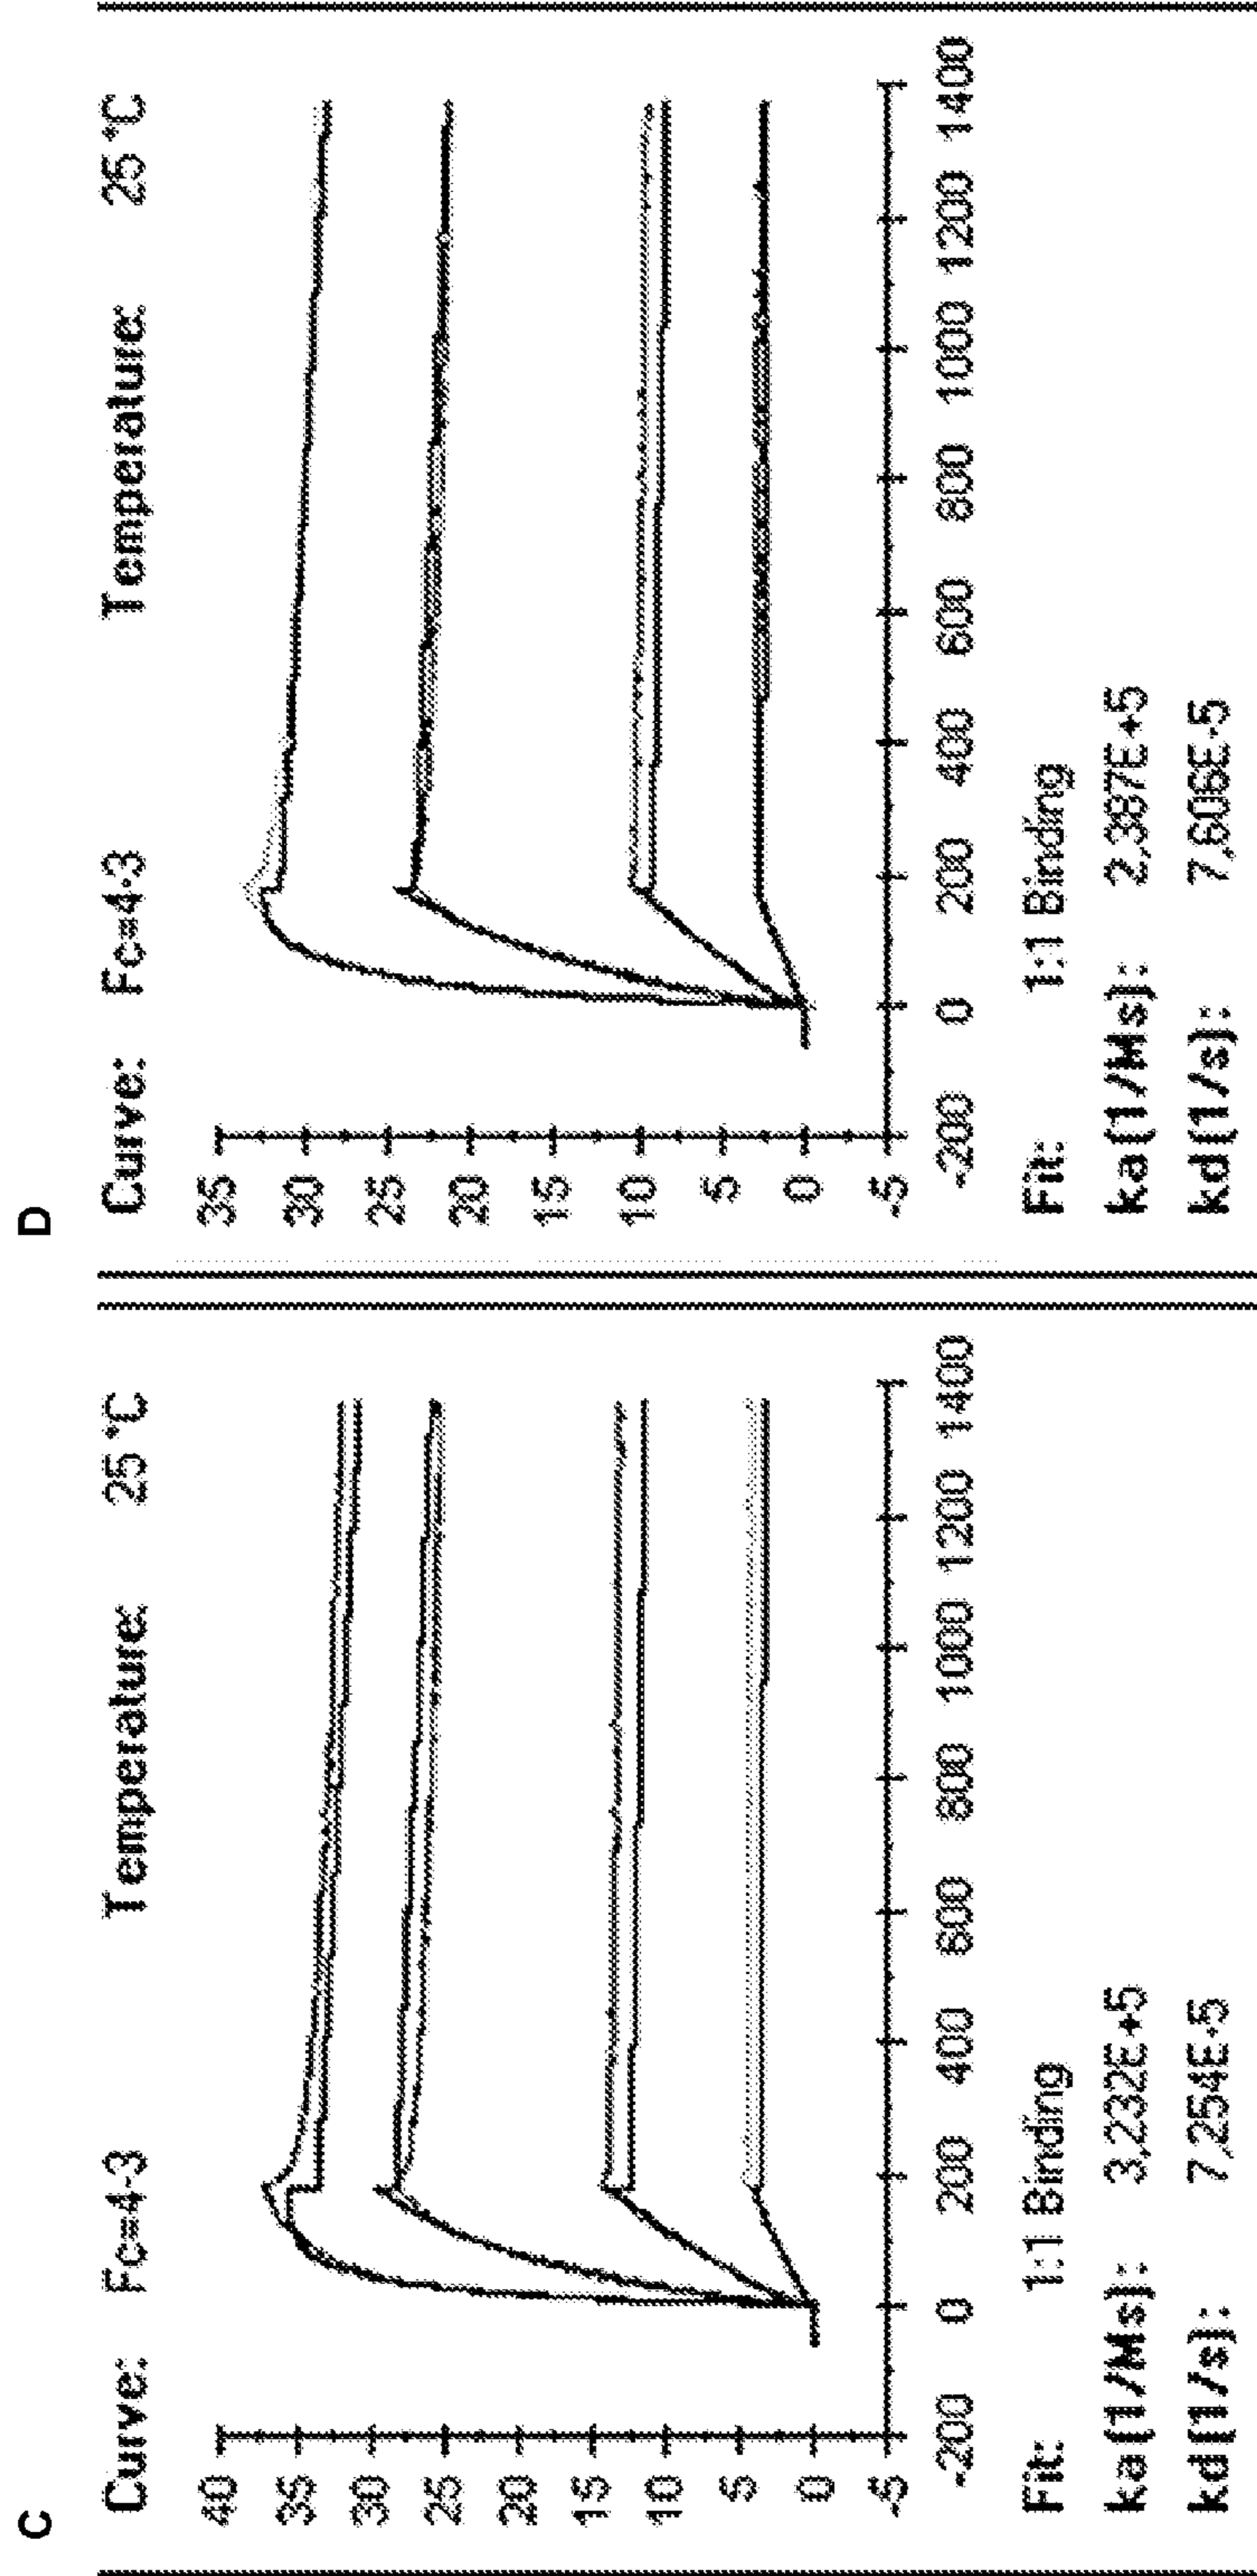 C
Curve: Fc=4-3 Temperature: 25 °C
40
35
30
25
20
15
10
5
0
-5
-200 0 200 400 600 800 1000 1200 1400
Fit: 1:1 Binding
ka(1/Ms): 3,232E+5
kd(1/s): 7,254E-5
D
Curve: Fc=4-3 Temperature: 25 °C
35
30
25
20
15
10
5
0
-5
-200 0 200 400 600 800 1000 1200 1400
Fit: 1:1 Binding
ka(1/Ms): 2,387E+5
kd(1/s): 7,606E-5